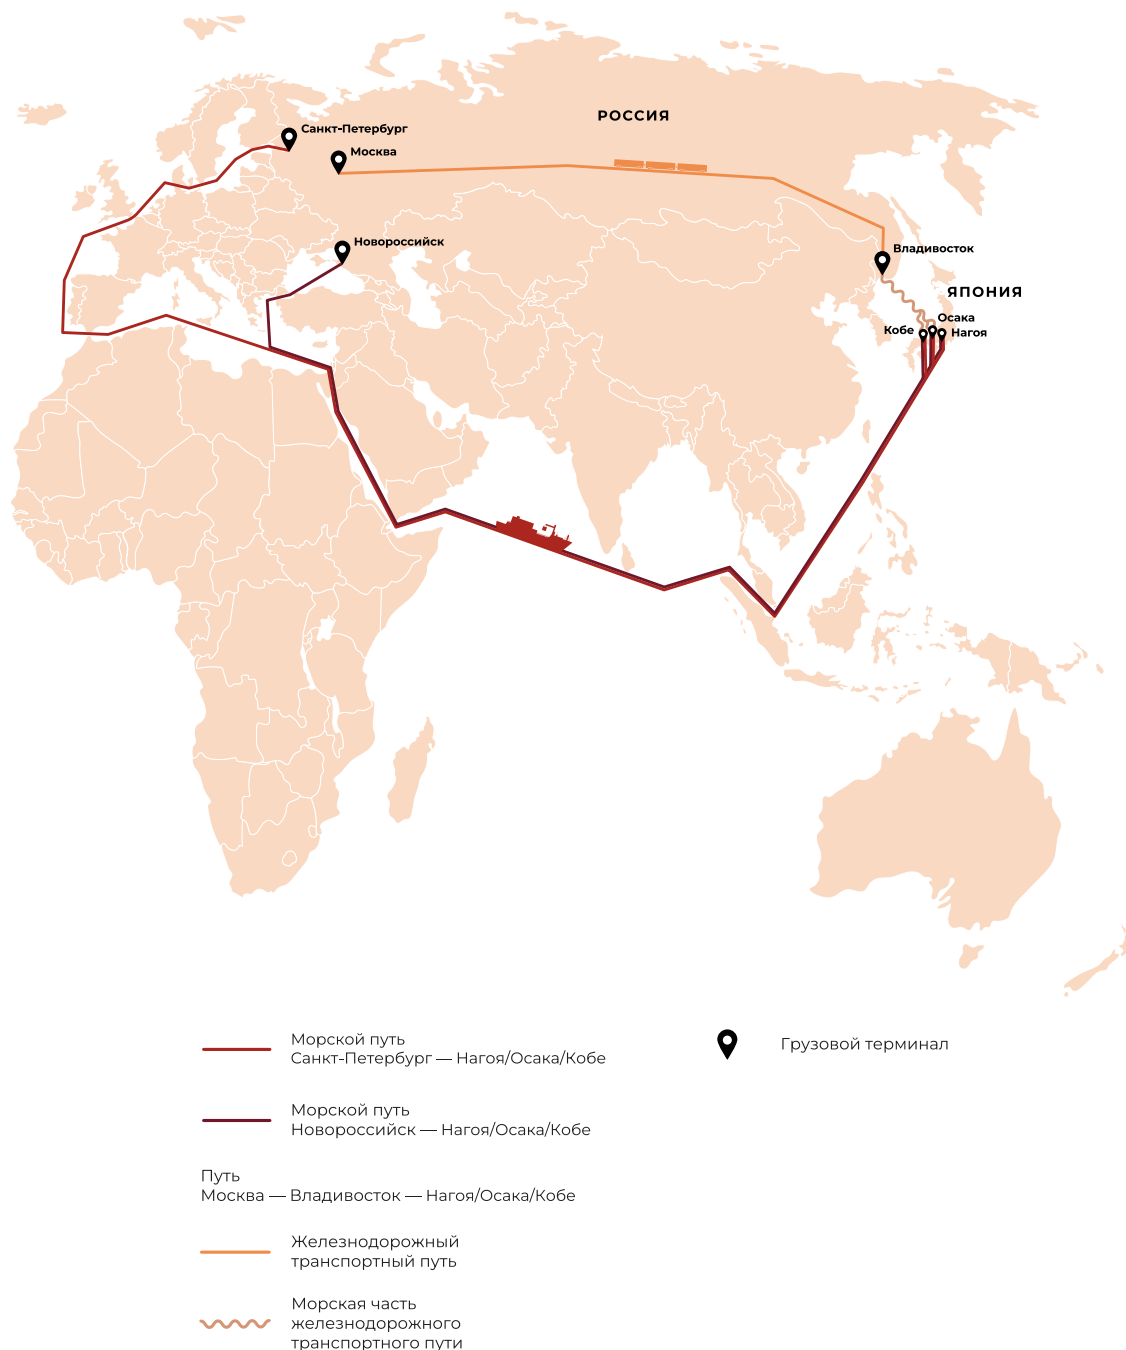 РОССИЯ
Санкт-Петербург
Москва
Новороссийск
Владивосток
ЯПОНИЯ
Осака
Кобе
Нагоя
Морской путь
Санкт-Петербург — Нагоя/Осака/Кобе
Грузовой терминал
Морской путь
Новороссийск — Нагоя/Осака/Кобе
Путь
Москва — Владивосток — Нагоя/Осака/Кобе
Железнодорожный
транспортный путь
Морская часть
железнодорожного
транспортного пути